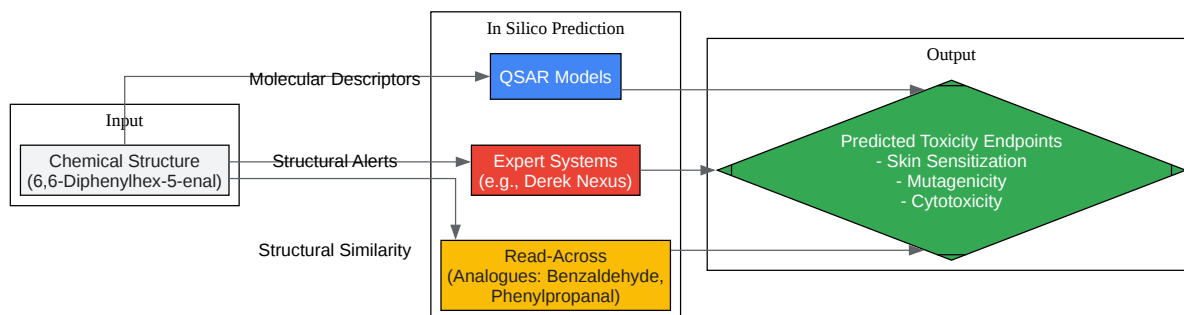 In Silico Prediction
Output
Molecular Descriptors
QSAR Models
Input
Chemical Structure
(6,6-Diphenylhex-5-enal)
Structural Alerts
Expert Systems
(e.g., Derek Nexus)
Predicted Toxicity Endpoints
- Skin Sensitization
- Mutagenicity
- Cytotoxicity
Structural Similarity
Read-Across
(Analogues: Benzaldehyde,
Phenylpropanal)